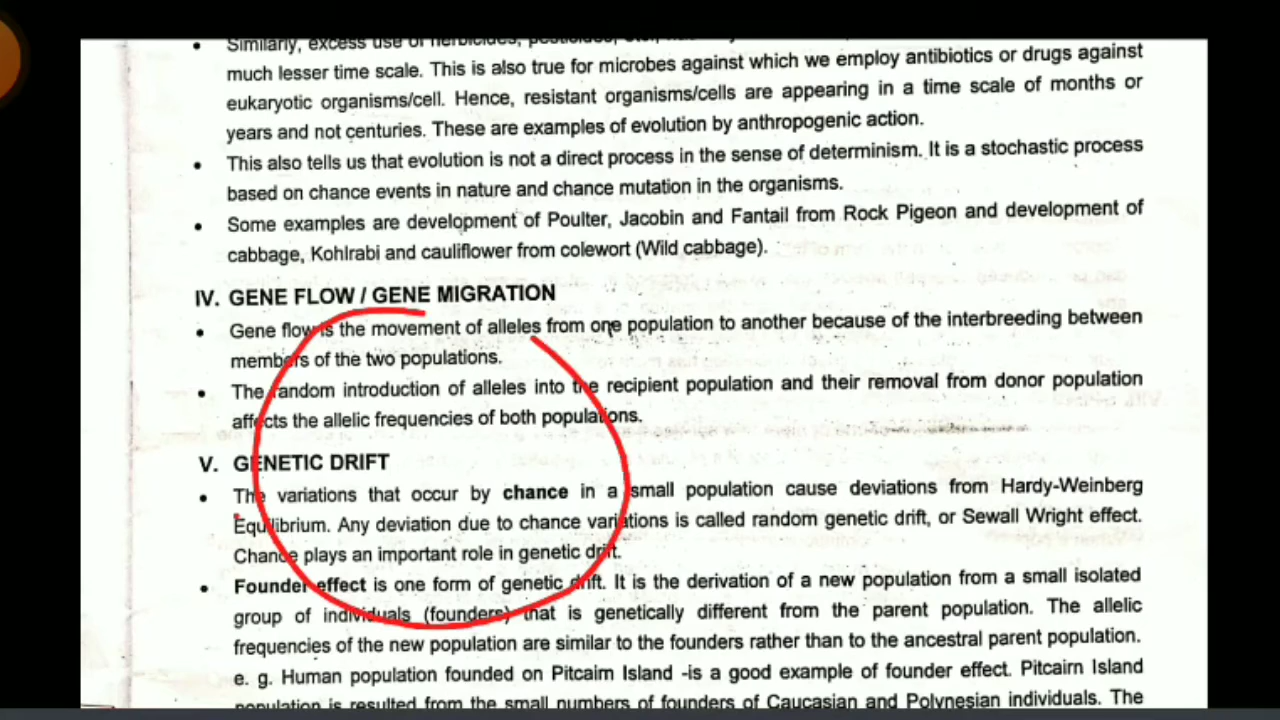 Similarly, excess use of herbicides, pesticides, etc.,
much lesser time scale. This is also true for microbes against which we employ antibiotics or drugs against
eukaryotic organisms/cell. Hence, resistant organisms/cells are appearing in a time scale of months or
years and not centuries. These are examples of evolution by anthropogenic action.
• This also tells us that evolution is not a direct process in the sense of determinism. It is a stochastic process
based on chance events in nature and chance mutation in the organisms.
• Some examples are development of Poulter, Jacobin and Fantail from Rock Pigeon and development of
cabbage, Kohlrabi and cauliflower from colewort (Wild cabbage).
IV. GENE FLOW / GENE MIGRATION
• Gene flow is the movement of alleles from one population to another because of the interbreeding between
members of the two populations.
• The random introduction of alleles into the recipient population and their removal from donor population
affects the allelic frequencies of both populations.
V. GENETIC DRIFT
• The variations that occur by chance in a small population cause deviations from Hardy-Weinberg
Equilibrium. Any deviation due to chance variations is called random genetic drift, or Sewall Wright effect.
Chance plays an important role in genetic drift.
• Founder effect is one form of genetic drift. It is the derivation of a new population from a small isolated
group of individuals (founders) that is genetically different from the parent population. The allelic
frequencies of the new population are similar to the founders rather than to the ancestral parent population.
e. g. Human population founded on Pitcairn Island -is a good example of founder effect. Pitcairn Island
population is resulted from the small numbers of founders of Caucasian and Polynesian individuals. The